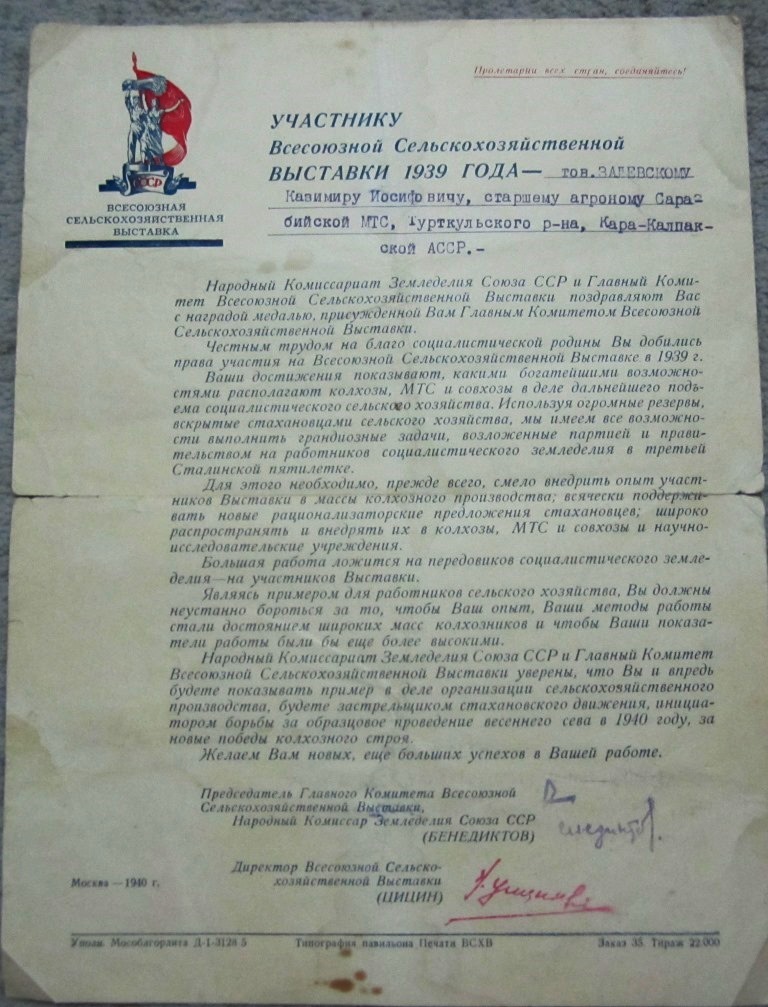 Пролетарии всех стран, соединяйтесь!
СССР
ВСЕСОЮЗНАЯ
СЕЛЬСКОХОЗЯЙСТВЕННАЯ
ВЫСТАВКА
УЧАСТНИКУ
Всесоюзной Сельскохозяйственной
ВЫСТАВКИ 1939 ГОДА— тов.ЗАЛЕВСКОМУ
Казимиру Иосифовичу, старшему агроному Сара-
бийской МТС, Турткульского р-на, Кара-Калпак-
ской АССР.-
Народный Комиссариат Земледелия Союза ССР и Главный Коми-
тет Всесоюзной Сельскохозяйственной Выставки поздравляют Вас
с наградой медалью, присужденной Вам Главным Комитетом Всесоюзной
Сельскохозяйственной Выставки.
Честным трудом на благо социалистической родины Вы добились
права участия на Всесоюзной Сельскохозяйственной Выставке в 1939 г.
Ваши достижения показывают, какими богатейшими возможно-
стями располагают колхозы, МТС и совхозы в деле дальнейшего подъ-
ема социалистического сельского хозяйства. Используя огромные резервы,
вскрытые стахановцами сельского хозяйства, мы имеем все возможно-
сти выполнить грандиозные задачи, возложенные партией и прави-
тельством на работников социалистического земледелия в третьей
Сталинской пятилетке.
Для этого необходимо, прежде всего, смело внедрить опыт участ-
ников Выставки в массы колхозного производства; всячески поддержи-
вать новые рационализаторские предложения стахановцев; широко
распространять и внедрять их в колхозы, МТС и совхозы и научно-
исследовательские учреждения.
Большая работа ложится на передовиков социалистического земле-
делия—на участников Выставки.
Являясь примером для работников сельского хозяйства, Вы должны
неустанно бороться за то, чтобы Ваш опыт, Ваши методы работы
стали достоянием широких масс колхозников и чтобы Ваши показа-
тели работы были бы еще более высокими.
Народный Комиссариат Земледелия Союза ССР и Главный Комитет
Всесоюзной Сельскохозяйственной Выставки уверены, что Вы и впредь
будете показывать пример в деле организации сельскохозяйственного
производства, будете застрельщиком стахановского движения, инициа-
тором борьбы за образцовое проведение весеннего сева в 1940 году, за
новые победы колхозного строя.
Желаем Вам новых, еще больших успехов в Вашей работе.
Председатель Главного Комитета Всесоюзной
Сельскохозяйственной Выставки,
Народный Комиссар Земледелия Союза ССР
(БЕНЕДИКТОВ)
Директор Всесоюзной Сельско-
хозяйственной Выставки
(ЦИЦИН)
Москва — 1940 г.
Уполн. Мособлгорлита Д-1-3128 5 Типография павильона Печати ВСХВ Заказ 35. Тираж 22.000